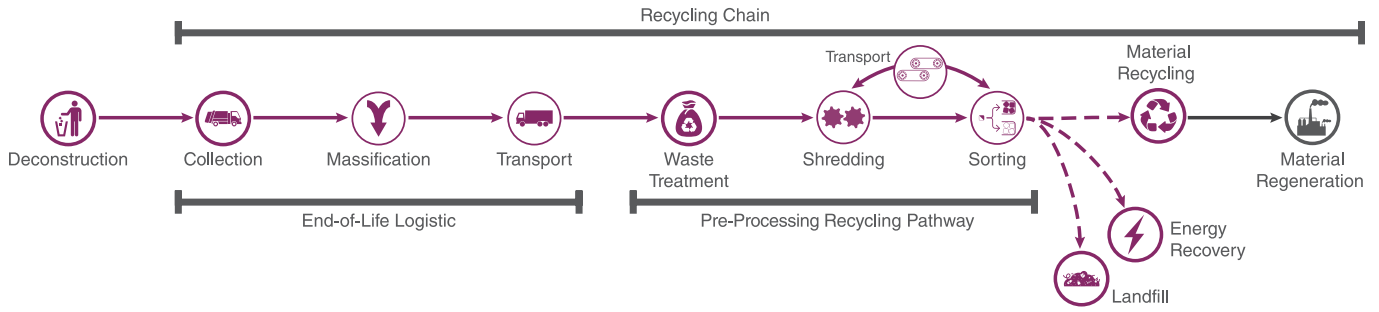 Recycling Chain
Transport
Material
Recycling
Deconstruction
Collection
Massification
Transport
Waste
Treatment
Shredding
Sorting
Material
Regeneration
End-of-Life Logistic
Pre-Processing Recycling Pathway
Energy
Recovery
Landfill